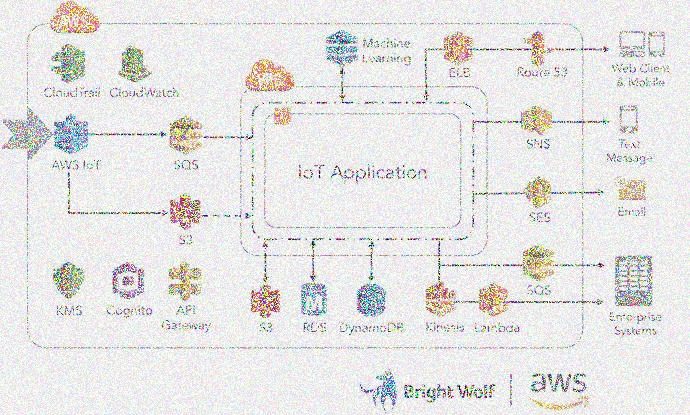 Machine
Learning
ELB
Route 53
Web Client
& Mobile
CloudTrail
CloudWatch
AWS IoT
SQS
SNS
Text
Message
IoT Application
S3
SES
Email
SQS
KMS
Cognito
API
Gateway
S3
RDS
DynamoDB
Kinesis
Lambda
Enterprise
Systems
Bright Wolf
aws